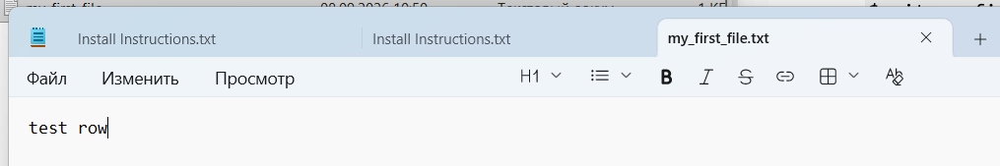 Install Instructions.txt
Install Instructions.txt
my_first_file.txt
Файл
Изменить
Просмотр
H1
B
I
S
test row